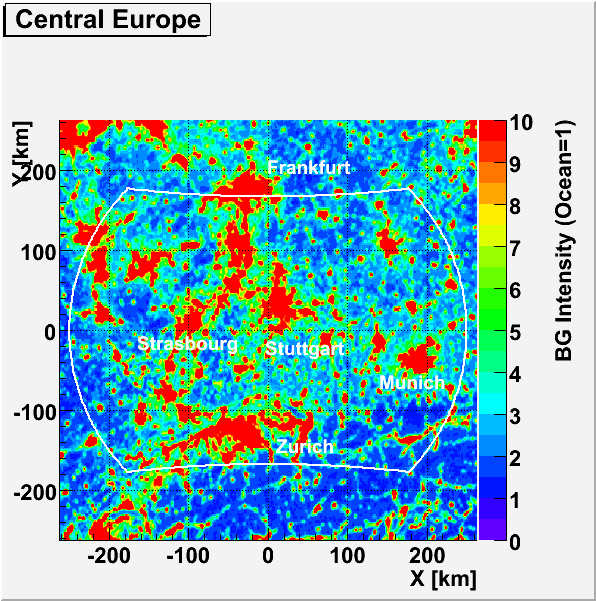 Central Europe
Y [km]
200
100
0
-100
-200
Frankfurt
Strasbourg
Stuttgart
Munich
Zurich
-200
-100
0
100
200
X [km]
10
9
8
7
6
5
4
3
2
1
0
BG Intensity (Ocean=1)